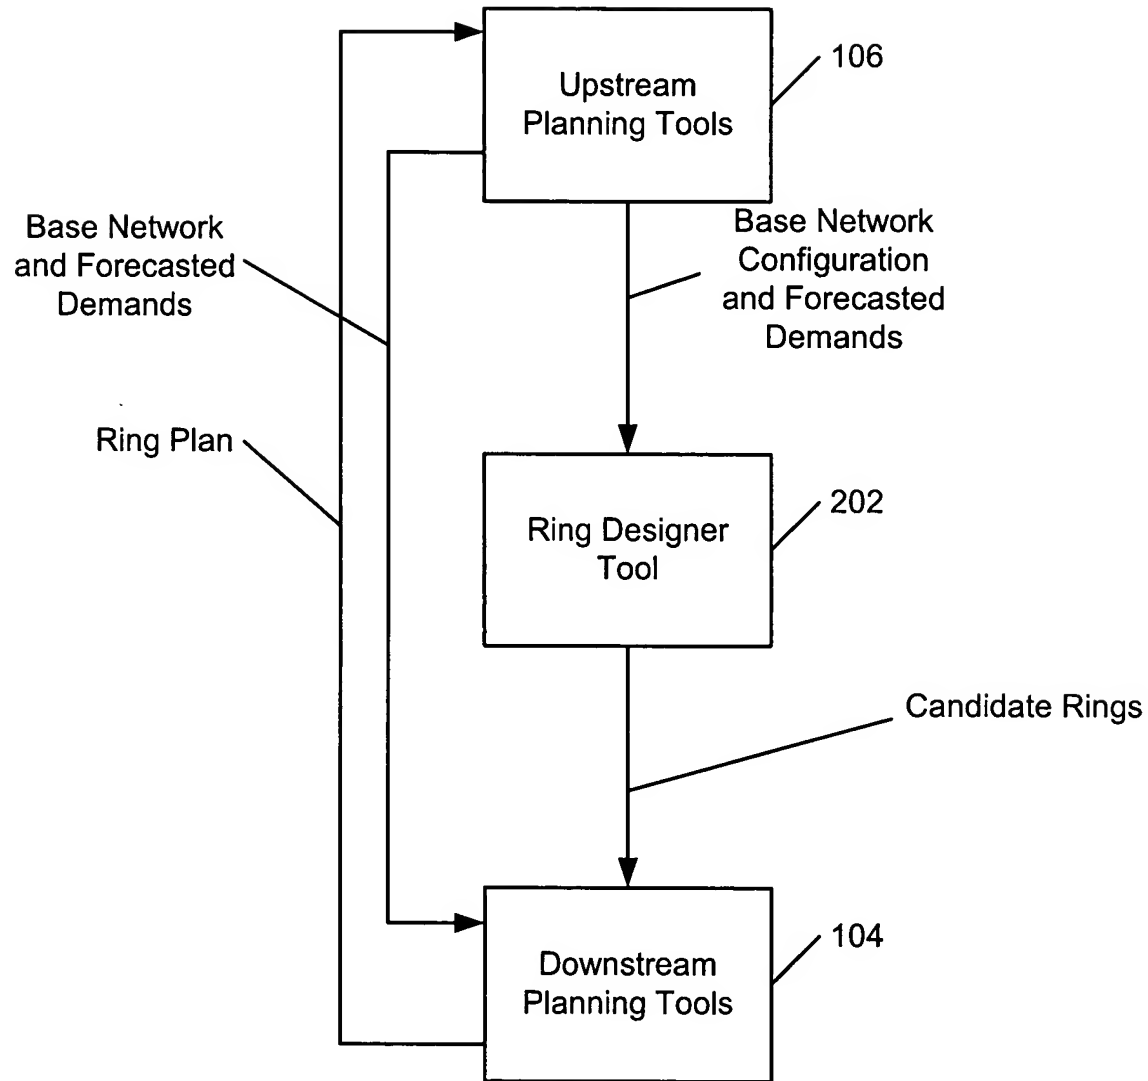 106
Upstream
Planning Tools
Base Network
and Forecasted
Demands
Base Network
Configuration
and Forecasted
Demands
Ring Plan
202
Ring Designer
Tool
Candidate Rings
104
Downstream
Planning Tools